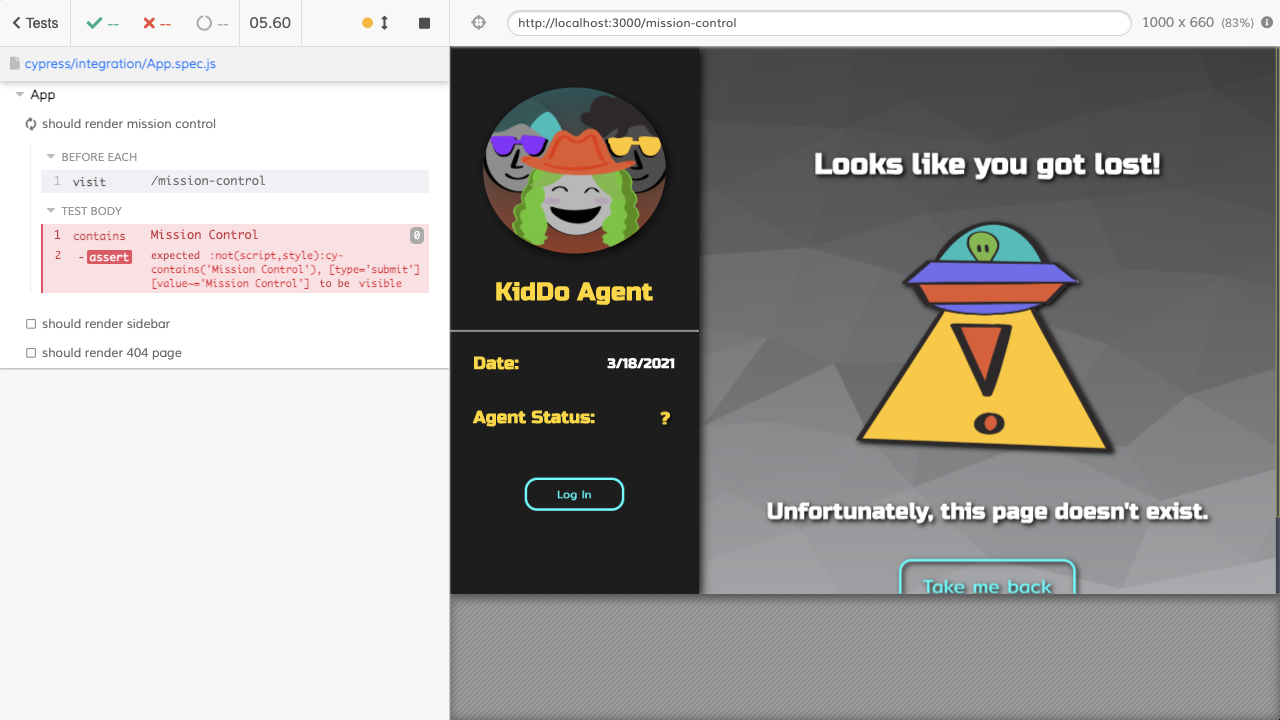 Tests
--
--
--
05.60
http://localhost:3000/mission-control
1000 x 660 (83%)
cypress/integration/App.spec.js
App
should render mission control
BEFORE EACH
1 visit /mission-control
TEST BODY
1 contains Mission Control 0
2 -assert expected :not(script,style):cy-
contains('Mission Control'), [type='submit']
[value~='Mission Control'] to be visible
should render sidebar
should render 404 page
KidDo Agent
Date: 3/18/2021
Agent Status: ?
Log In
Looks like you got lost!
Unfortunately, this page doesn't exist.
Take me back